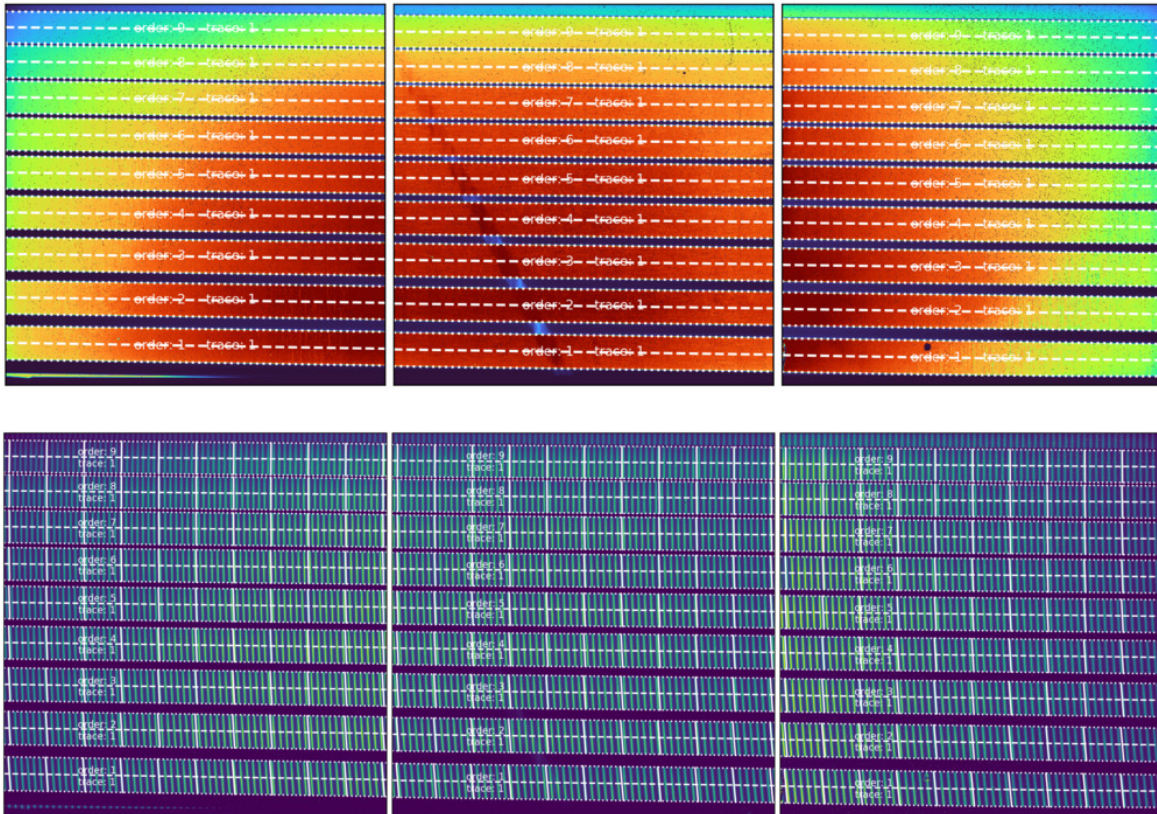 order: 9 trace: 1
order: 8 trace: 1
order: 7 trace: 1
order: 6 trace: 1
order: 5 trace: 1
order: 4 trace: 1
order: 3 trace: 1
order: 2 trace: 1
order: 1 trace: 1
order: 9 trace: 1
order: 8 trace: 1
order: 7 trace: 1
order: 6 trace: 1
order: 5 trace: 1
order: 4 trace: 1
order: 3 trace: 1
order: 2 trace: 1
order: 1 trace: 1
order: 9 trace: 1
order: 8 trace: 1
order: 7 trace: 1
order: 6 trace: 1
order: 5 trace: 1
order: 4 trace: 1
order: 3 trace: 1
order: 2 trace: 1
order: 1 trace: 1
order: 9
trace: 1
order: 8
trace: 1
order: 7
trace: 1
order: 6
trace: 1
order: 5
trace: 1
order: 4
trace: 1
order: 3
trace: 1
order: 2
trace: 1
order: 1
trace: 1
order: 9
trace: 1
order: 8
trace: 1
order: 7
trace: 1
order: 6
trace: 1
order: 5
trace: 1
order: 4
trace: 1
order: 3
trace: 1
order: 2
trace: 1
order: 1
trace: 1
order: 9
trace: 1
order: 8
trace: 1
order: 7
trace: 1
order: 6
trace: 1
order: 5
trace: 1
order: 4
trace: 1
order: 3
trace: 1
order: 2
trace: 1
order: 1
trace: 1